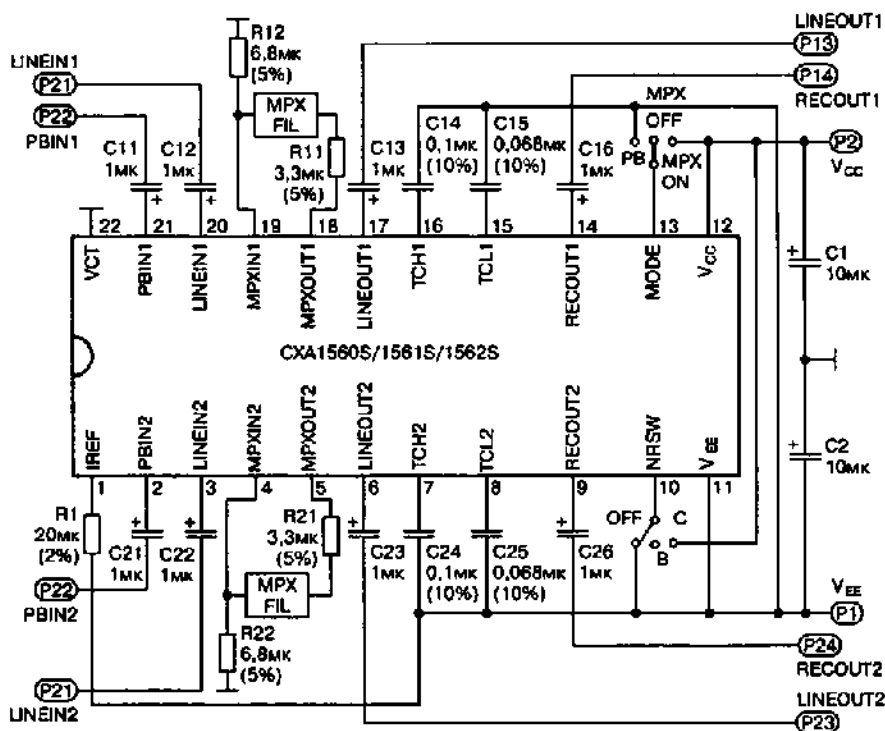 LINEOUT1
P13
P14
RECOUT1
R12
6,8мк
(5%)
LINEIN1
P21
P22
PBIN1
MPX
FIL
MPX
OFF
PB
MPX
ON
P2
VCC
C11
1мк
C12
1мк
R11
3,3мк
(5%)
C13
1мк
C14
0,1мк
(10%)
C15
0,068мк
(10%)
C16
1мк
22 21 20 19 18 17 16 15 14 13 12
VCT
PBIN1
LINEIN1
MPXIN1
MPXOUT1
LINEOUT1
TCH1
TCL1
RECOUT1
MODE
VCC
C1
10мк
CXA1560S/1561S/1562S
IREF
PBIN2
LINEIN2
MPXIN2
MPXOUT2
LINEOUT2
TCH2
TCL2
RECOUT2
NRSW
VEE
C2
10мк
1 2 3 4 5 6 7 8 9 10 11
R1
20мк
(2%)
C21
1мк
C22
1мк
R21
3,3мк
(5%)
C23
1мк
C24
0,1мк
(10%)
C25
0,068мк
(10%)
C26
1мк
OFF
C
B
MPX
FIL
P22
PBIN2
R22
6,8мк
(5%)
VEE
P1
P24
RECOUT2
P21
LINEIN2
LINEOUT2
P23